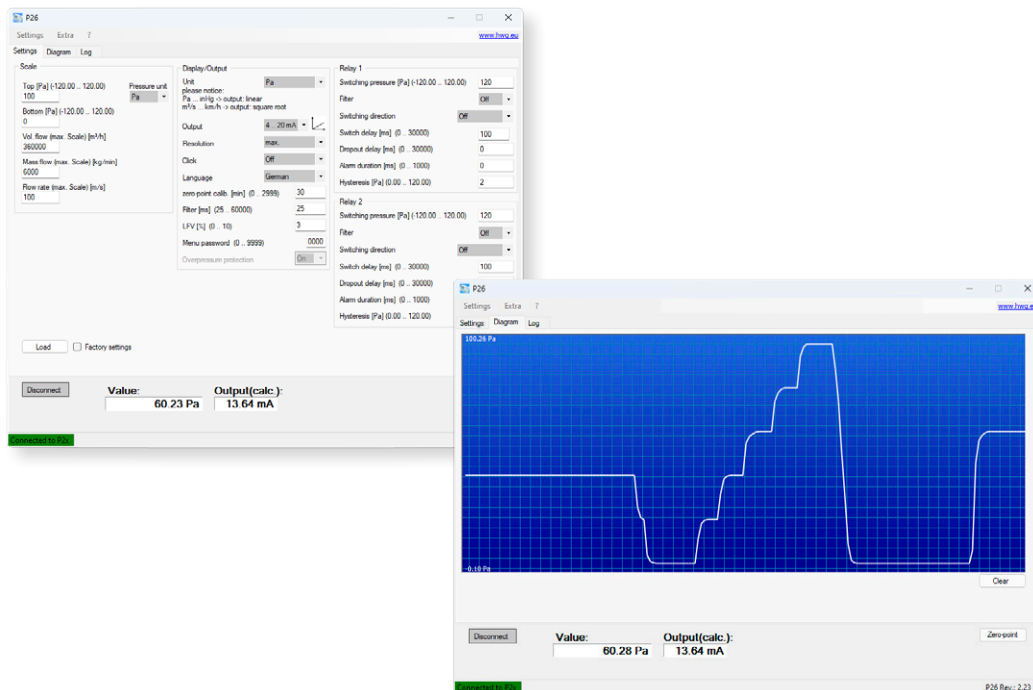 P26
Settings Extra ?
www.hwg.eu
Settings Diagram Log
Scale
Top [Pa] (-120.00 .. 120.00) Pressure unit
100 Pa
Bottom [Pa] (-120.00 .. 120.00)
0
Vol. flow (max. Scale) [m³/h]
360000
Mass flow (max. Scale) [kg/min]
6000
Flow rate (max. Scale) [m/s]
100
Display/Output
Unit Pa
please notice:
Pa ... inHg -> output: linear
m³/s ... km/h -> output: square root
Output 4 .. 20 mA
Resolution max.
Click Off
Language German
zero-point calib. [min] (0 .. 2999) 30
Filter [ms] (25 .. 60000) 25
LFV [%] (0 .. 10) 3
Menu password (0 .. 9999) 0000
Overpressure protection On
Relay 1
Switching pressure [Pa] (-120.00 .. 120.00) 120
Filter Off
Switching direction Off
Switch delay [ms] (0 .. 30000) 100
Dropout delay [ms] (0 .. 30000) 0
Alarm duration [ms] (0 .. 1000) 0
Hysteresis [Pa] (0.00 .. 120.00) 2
Relay 2
Switching pressure [Pa] (-120.00 .. 120.00) 120
Filter Off
Switching direction Off
Switch delay [ms] (0 .. 30000) 100
Dropout delay [ms] (0 .. 30000)
Alarm duration [ms] (0 .. 1000)
Hysteresis [Pa] (0.00 .. 120.00)
Load Factory settings
Disconnect
Value: Output(calc.):
60.23 Pa 13.64 mA
Connected to P2x
P26
Settings Extra ?
www.hwg.e
Settings Diagram Log
100.26 Pa
-0.10 Pa
Clear
Disconnect
Value: Output(calc.):
60.28 Pa 13.64 mA
Zero-point
Connected to P2x
P26 Rev.: 2.23